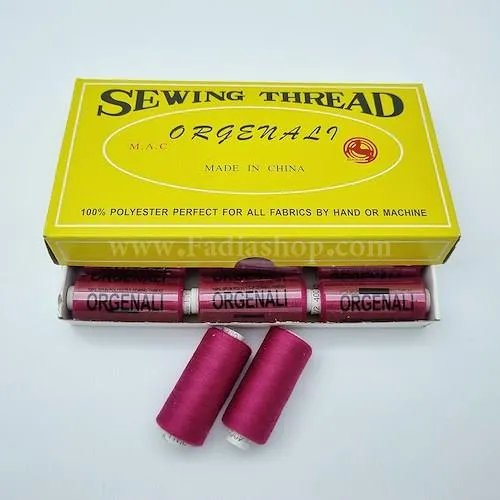 SEWING THREAD
ORGENALI
M.A.C
MADE IN CHINA
100% POLYESTER PERFECT FOR ALL FABRICS BY HAND OR MACHINE
www.Fadiashop.com
ORGENALI
ORGENALI
ORGENALI